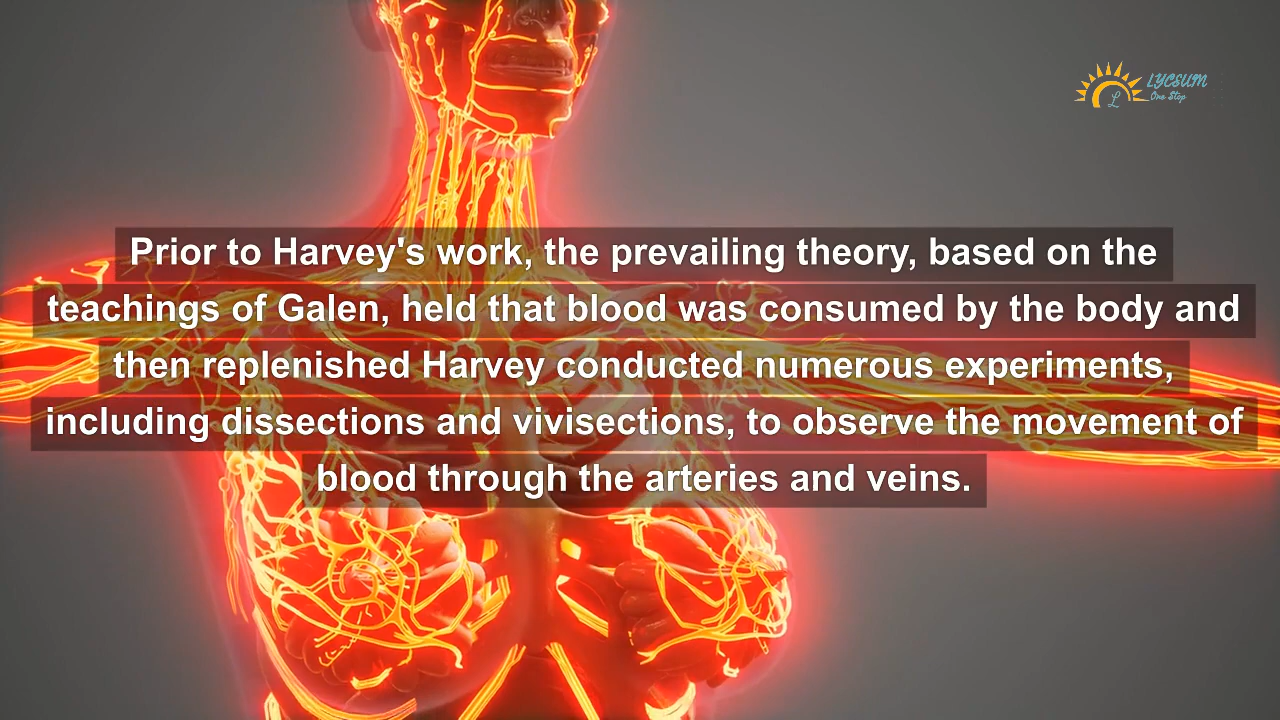 LYCSUM
One Stop
L
Prior to Harvey's work, the prevailing theory, based on the
teachings of Galen, held that blood was consumed by the body and
then replenished Harvey conducted numerous experiments,
including dissections and vivisections, to observe the movement of
blood through the arteries and veins.